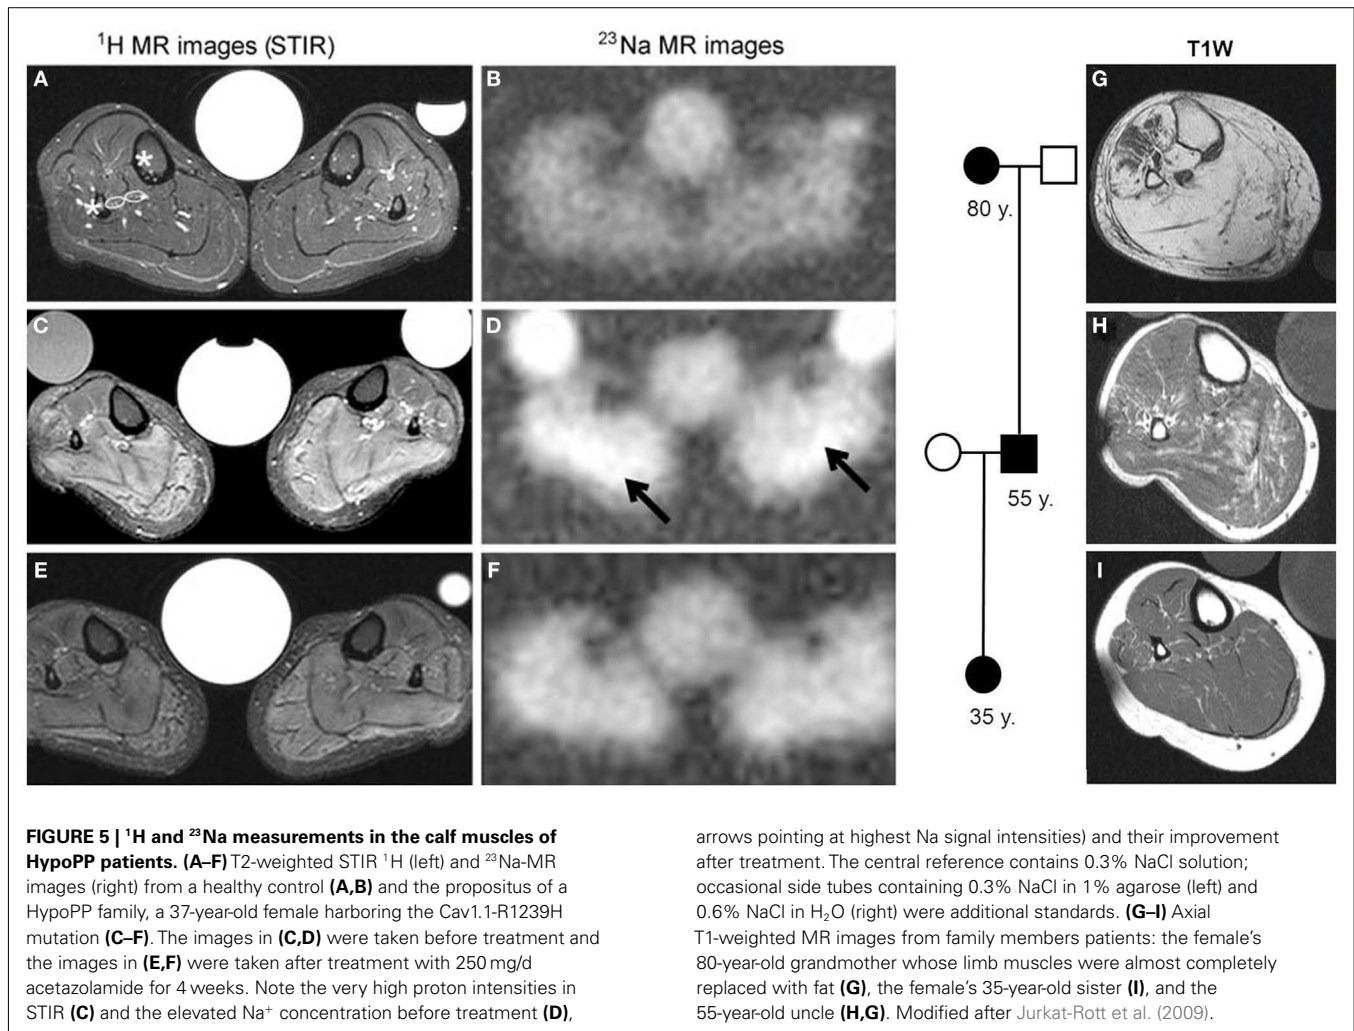 ¹H MR images (STIR)
²³Na MR images
T1W
A
B
G
80 y.
C
D
H
55 y.
E
F
I
35 y.
FIGURE 5 | ¹H and ²³Na measurements in the calf muscles of
HypoPP patients. (A–F) T2-weighted STIR ¹H (left) and ²³Na-MR
images (right) from a healthy control (A,B) and the propositus of a
HypoPP family, a 37-year-old female harboring the Cav1.1-R1239H
mutation (C–F). The images in (C,D) were taken before treatment and
the images in (E,F) were taken after treatment with 250 mg/d
acetazolamide for 4 weeks. Note the very high proton intensities in
STIR (C) and the elevated Na⁺ concentration before treatment (D),
arrows pointing at highest Na signal intensities) and their improvement
after treatment. The central reference contains 0.3% NaCl solution;
occasional side tubes containing 0.3% NaCl in 1% agarose (left) and
0.6% NaCl in H₂O (right) were additional standards. (G–I) Axial
T1-weighted MR images from family members patients: the female's
80-year-old grandmother whose limb muscles were almost completely
replaced with fat (G), the female's 35-year-old sister (I), and the
55-year-old uncle (H,G). Modified after Jurkat-Rott et al. (2009).